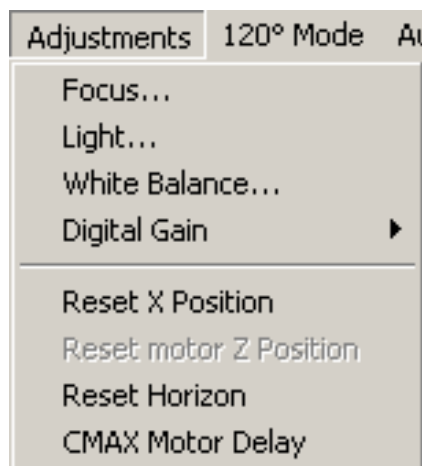 Adjustments 120° Mode
Focus...
Light...
White Balance...
Digital Gain
Reset X Position
Reset motor Z Position
Reset Horizon
CMAX Motor Delay